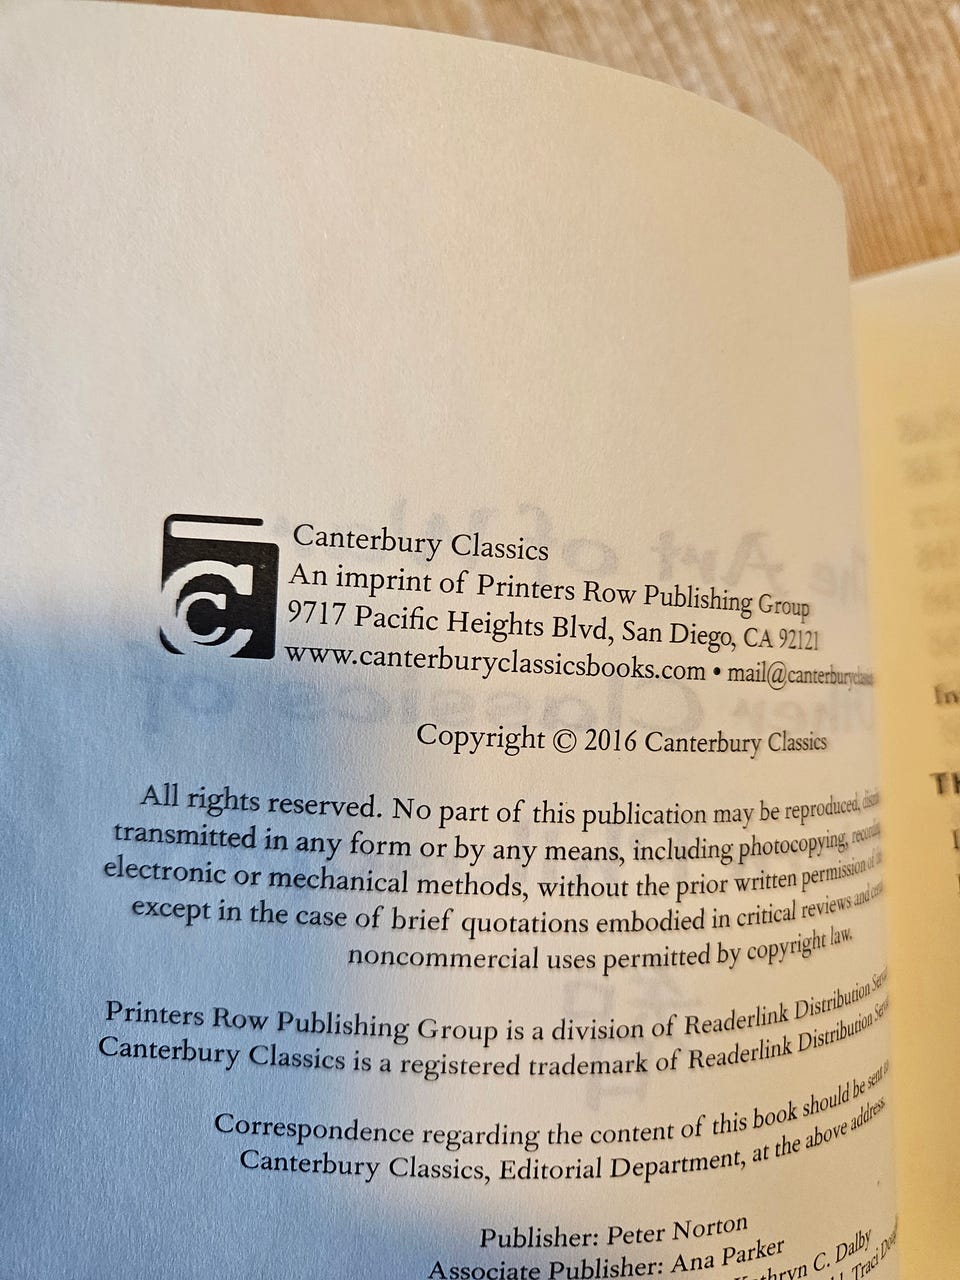 Canterbury Classics
An imprint of Printers Row Publishing Group
9717 Pacific Heights Blvd, San Diego, CA 92121
www.canterburyclassicsbooks.com • mail@canterburyclassics
Copyright © 2016 Canterbury Classics
All rights reserved. No part of this publication may be reproduced,
transmitted in any form or by any means, including photocopying,
electronic or mechanical methods, without the prior written permission of
except in the case of brief quotations embodied in critical reviews and
noncommercial uses permitted by copyright law.
Printers Row Publishing Group is a division of Readerlink Distribution
Canterbury Classics is a registered trademark of Readerlink Distribution
Correspondence regarding the content of this book should be sent to
Canterbury Classics, Editorial Department, at the above address.
Publisher: Peter Norton
Associate Publisher: Ana Parker
C. Dalby
Traci